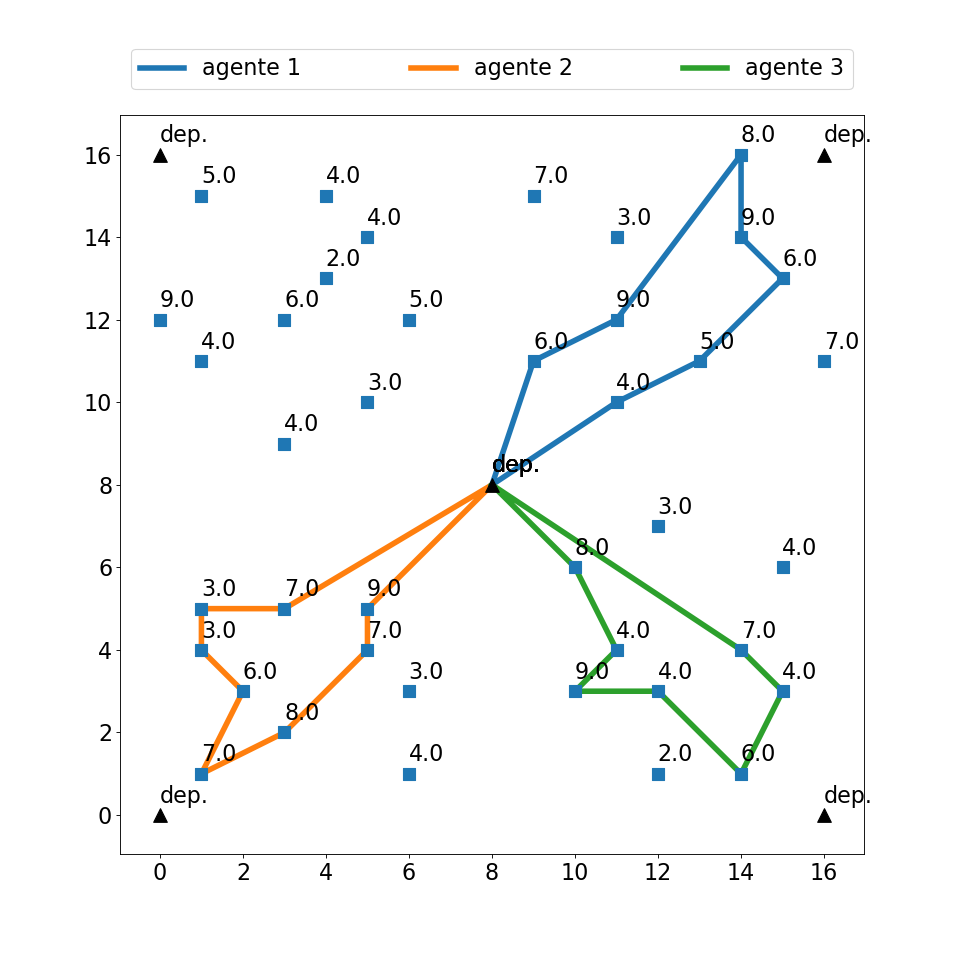 agente 1 agente 2 agente 3
8.0
dep. dep.
16
5.0 4.0 7.0
4.0 3.0 9.0
14
2.0 6.0
9.0 6.0 5.0 9.0
12
4.0 6.0 5.0 7.0
3.0 4.0
10
4.0
dep.
8
3.0
8.0 4.0
6
3.0 7.0 9.0
3.0 7.0 4.0 7.0
4
6.0 3.0 9.0 4.0 4.0
8.0
2
7.0 4.0 2.0 6.0
dep. dep.
0
0 2 4 6 8 10 12 14 16